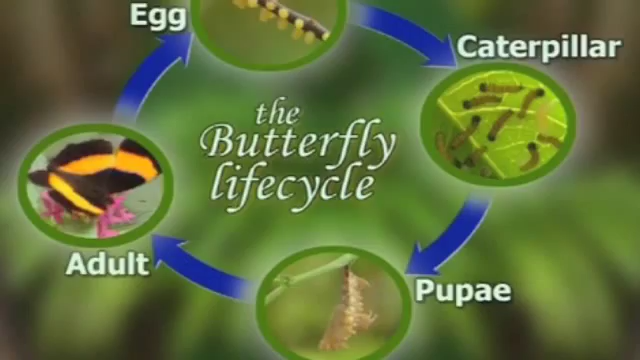 Egg
Caterpillar
the
Butterfly
lifecycle
Adult
Pupae